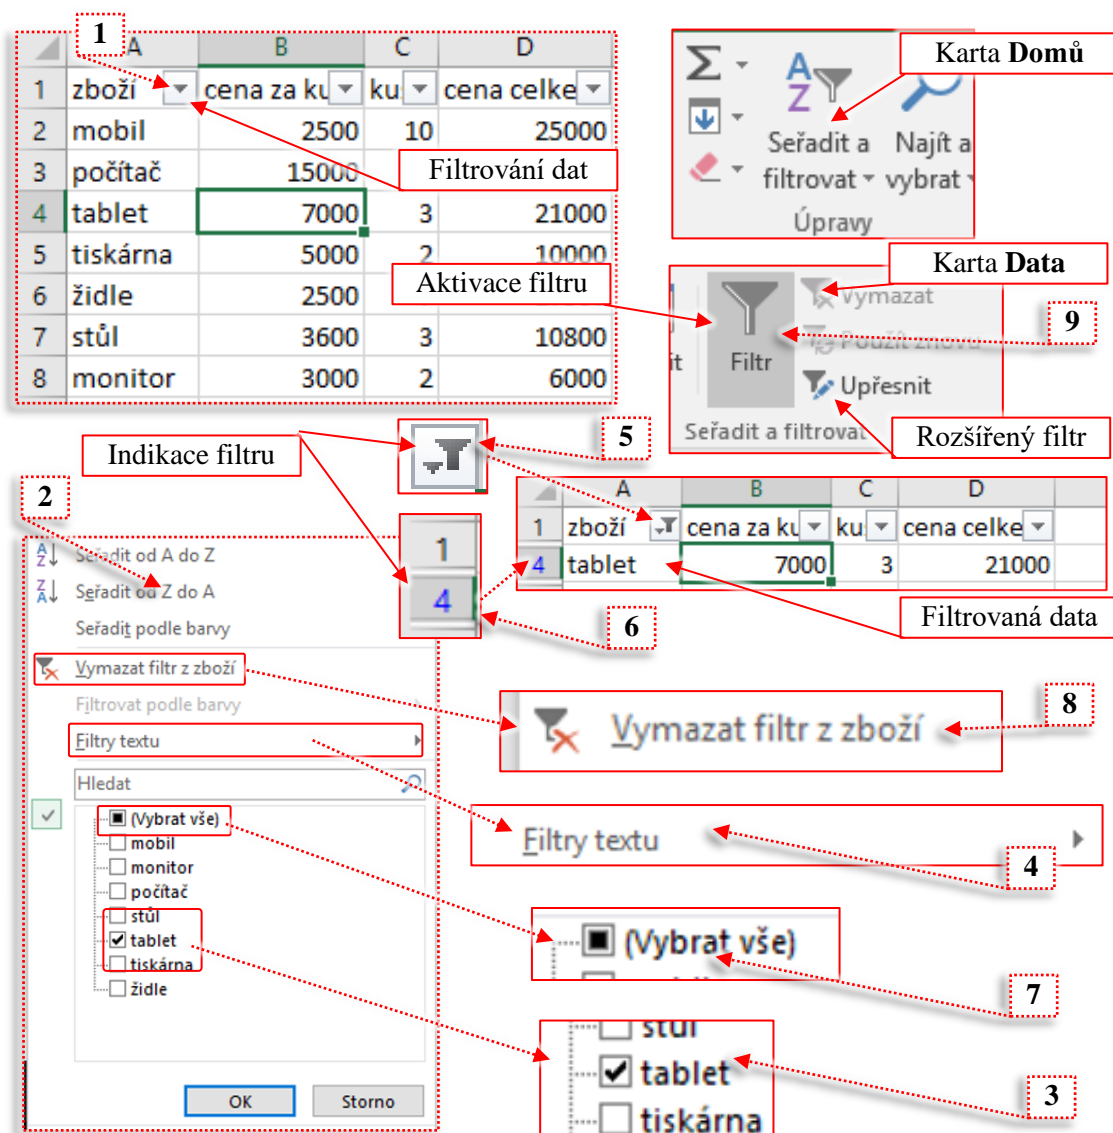 1
A B C D
1 zboží cena za ku ku: cena celke
2 mobil 2500 10 25000
3 počítač 15000
Filtrování dat
4 tablet 7000 3 21000
5 tiskárna 5000 2 10000
6 židle 2500
Aktivace filtru
7 stůl 3600 3 10800
8 monitor 3000 2 6000
Karta Domů
Seřadit a
filtrovat
Najít a
vybrat
Úpravy
Karta Data
Filtr
Vymazat
Použít znovu
Upřesnit
it
Seřadit a filtrovat
9
Rozšířený filtr
Indikace filtru
5
A B C D
1 zboží cena za ku ku: cena celke
4 tablet 7000 3 21000
Filtrovaná data
1
4
6
2
Seřadit od A do Z
Seřadit od Z do A
Seřadit podle barvy
Vymazat filtr z zboží
Filtrovat podle barvy
Filtry textu
Hledat
(Vybrat vše)
mobil
monitor
počítač
stůl
tablet
tiskárna
židle
OK Storno
8
Vymazat filtr z zboží
Filtry textu
4
(Vybrat vše)
7
stůl
tablet
tiskárna
3